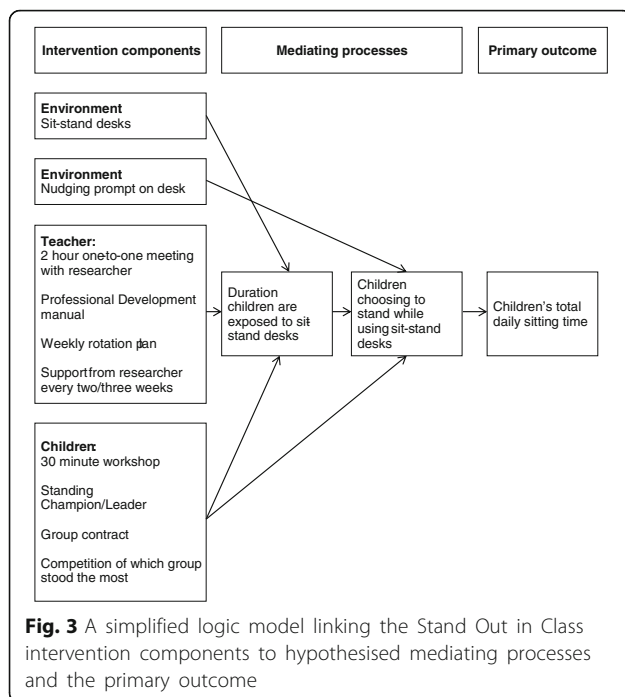 Intervention components
Mediating processes
Primary outcome
Environment
Sit-stand desks
Environment
Nudging prompt on desk
Teacher:
2 hour one-to-one meeting
with researcher
Professional Development
manual
Weekly rotation plan
Support from researcher
every two/three weeks
Duration
children are
exposed to sit-
stand desks
Children
choosing to
stand while
using sit-stand
desks
Children's total
daily sitting time
Children:
30 minute workshop
Standing
Champion/Leader
Group contract
Competition of which group
stood the most
Fig. 3 A simplified logic model linking the Stand Out in Class
intervention components to hypothesised mediating processes
and the primary outcome